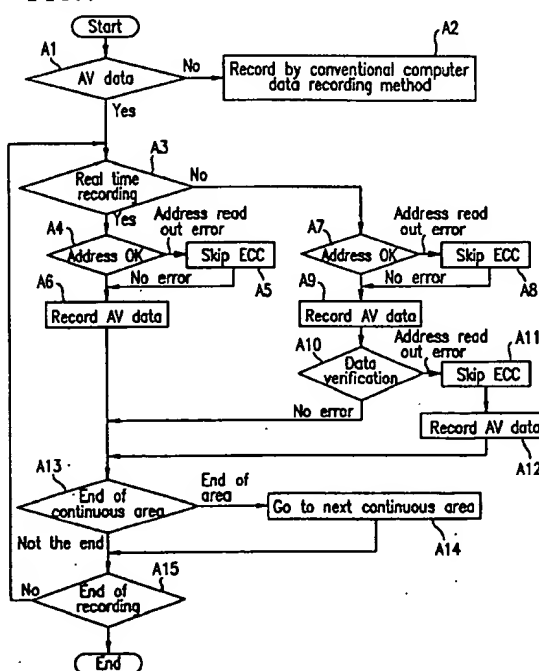 Start
A1
A2
AV data
No
Record by conventional computer
data recording method
Yes
A3
Real time
recording
No
Yes
A4
Address OK
Address read
out error
Skip ECC
A5
No error
A6
Record AV data
A7
Address OK
Address read
out error
Skip ECC
A8
No error
A9
Record AV data
A10
Data
verification
Address read
out error
A11
Skip ECC
No error
Record AV data
A12
A13
End of
continuous area
End of
area
Go to next continuous area
A14
Not the end
A15
No
End of
recording
End